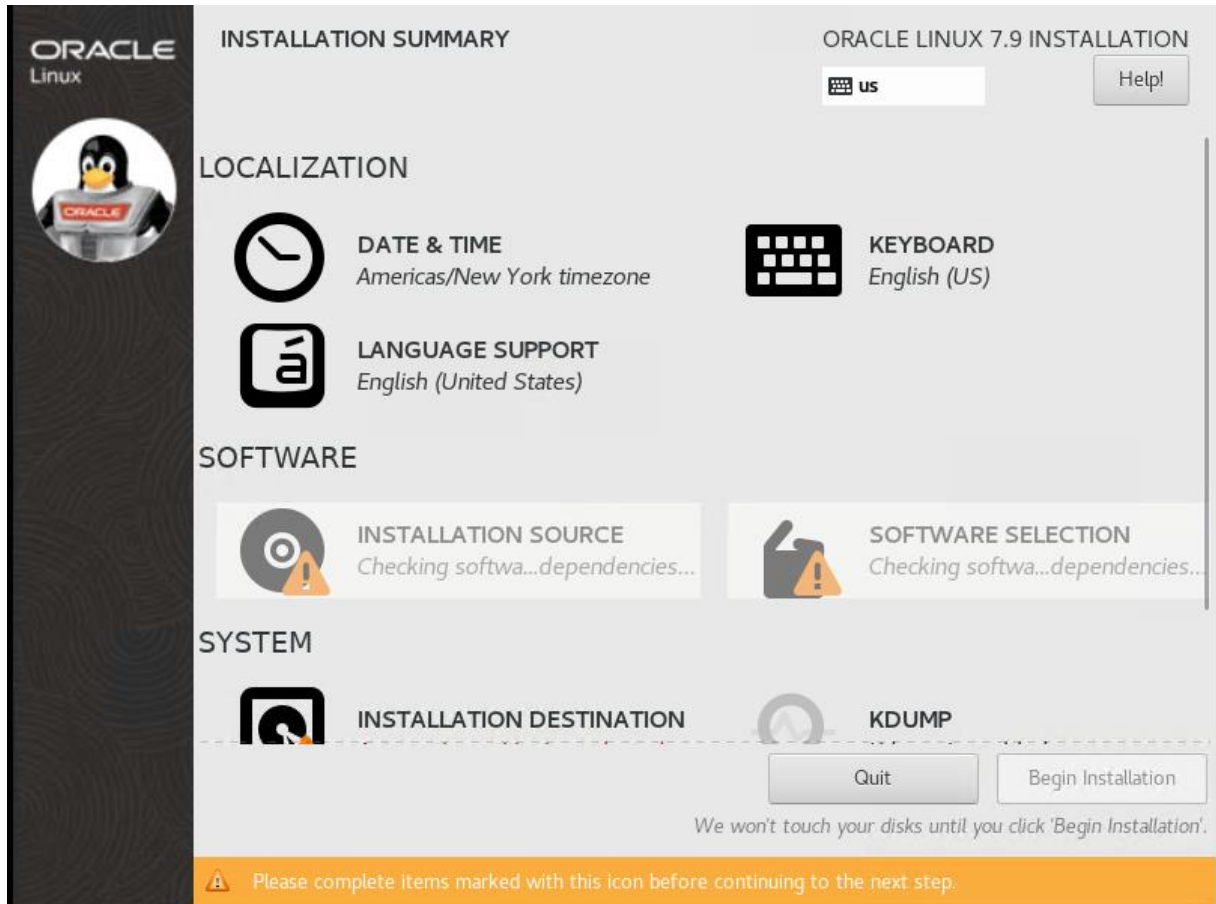 ORACLE
Linux
INSTALLATION SUMMARY
ORACLE LINUX 7.9 INSTALLATION
us
Help!
ORACLE
LOCALIZATION
DATE & TIME
Americas/New York timezone
KEYBOARD
English (US)
á
LANGUAGE SUPPORT
English (United States)
SOFTWARE
INSTALLATION SOURCE
Checking softwa...dependencies...
SOFTWARE SELECTION
Checking softwa...dependencies...
SYSTEM
INSTALLATION DESTINATION
KDUMP
Quit
Begin Installation
We won't touch your disks until you click 'Begin Installation'.
Please complete items marked with this icon before continuing to the next step.